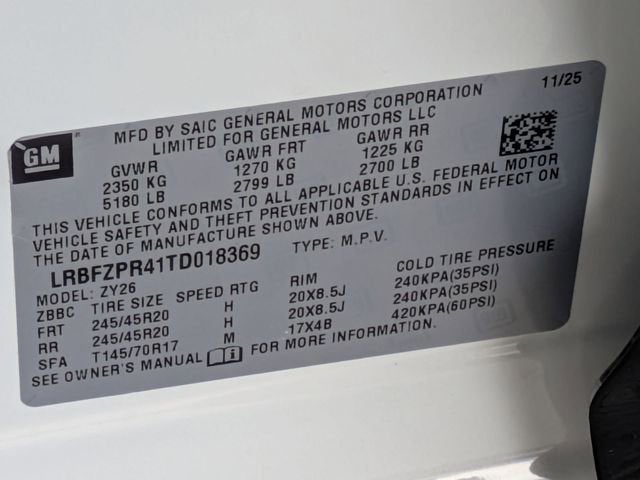 11/25
GM
MFD BY SAIC GENERAL MOTORS CORPORATION
LIMITED FOR GENERAL MOTORS LLC
GVWR GAWR FRT GAWR RR
2350 KG 1270 KG 1225 KG
5180 LB 2799 LB 2700 LB
THIS VEHICLE CONFORMS TO ALL APPLICABLE U.S. FEDERAL MOTOR
VEHICLE SAFETY AND THEFT PREVENTION STANDARDS IN EFFECT ON
THE DATE OF MANUFACTURE SHOWN ABOVE.
LRBFZPR41TD018369 TYPE: M.P.V.
MODEL: ZY26
ZBBC TIRE SIZE SPEED RTG RIM COLD TIRE PRESSURE
FRT 245/45R20 H 20X8.5J 240KPA(35PSI)
RR 245/45R20 H 20X8.5J 240KPA(35PSI)
SFA T145/70R17 M 17X4B 420KPA(60PSI)
SEE OWNER'S MANUAL FOR MORE INFORMATION.